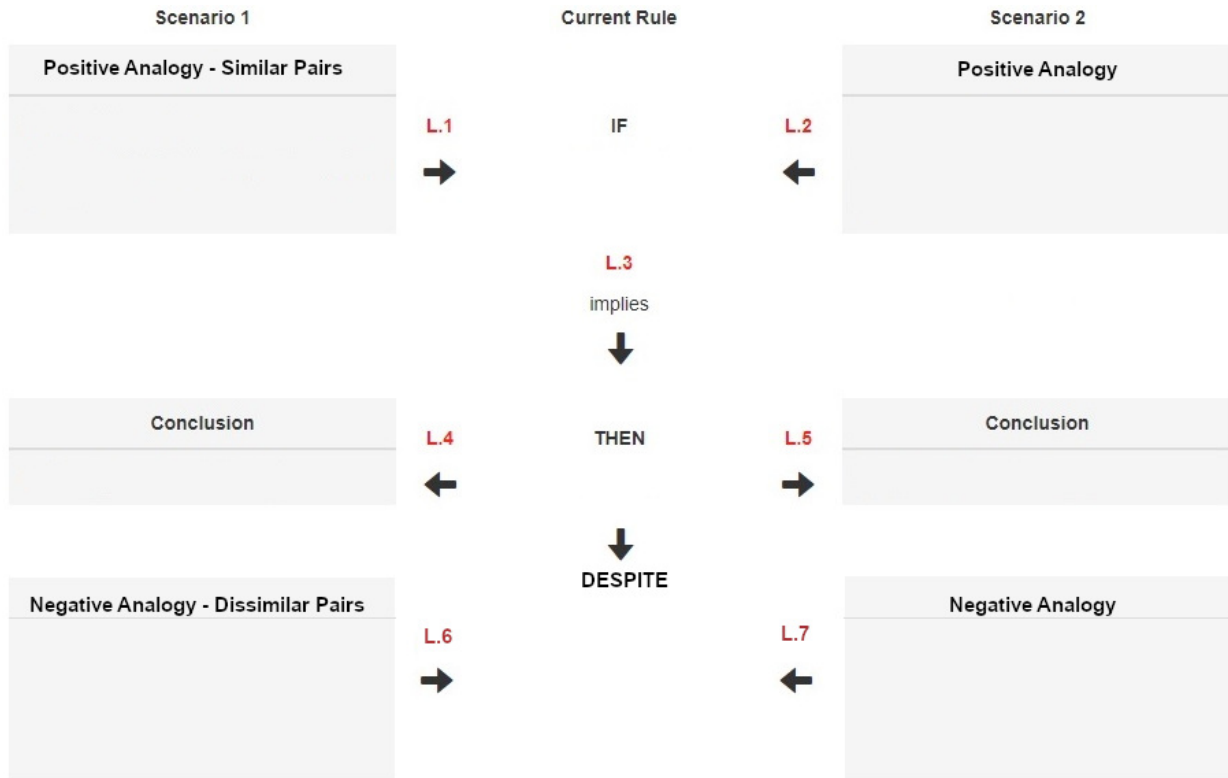 Scenario 1
Current Rule
Scenario 2
Positive Analogy - Similar Pairs
Positive Analogy
L.1
IF
L.2
L.3
implies
Conclusion
Conclusion
L.4
THEN
L.5
DESPITE
Negative Analogy - Dissimilar Pairs
Negative Analogy
L.6
L.7